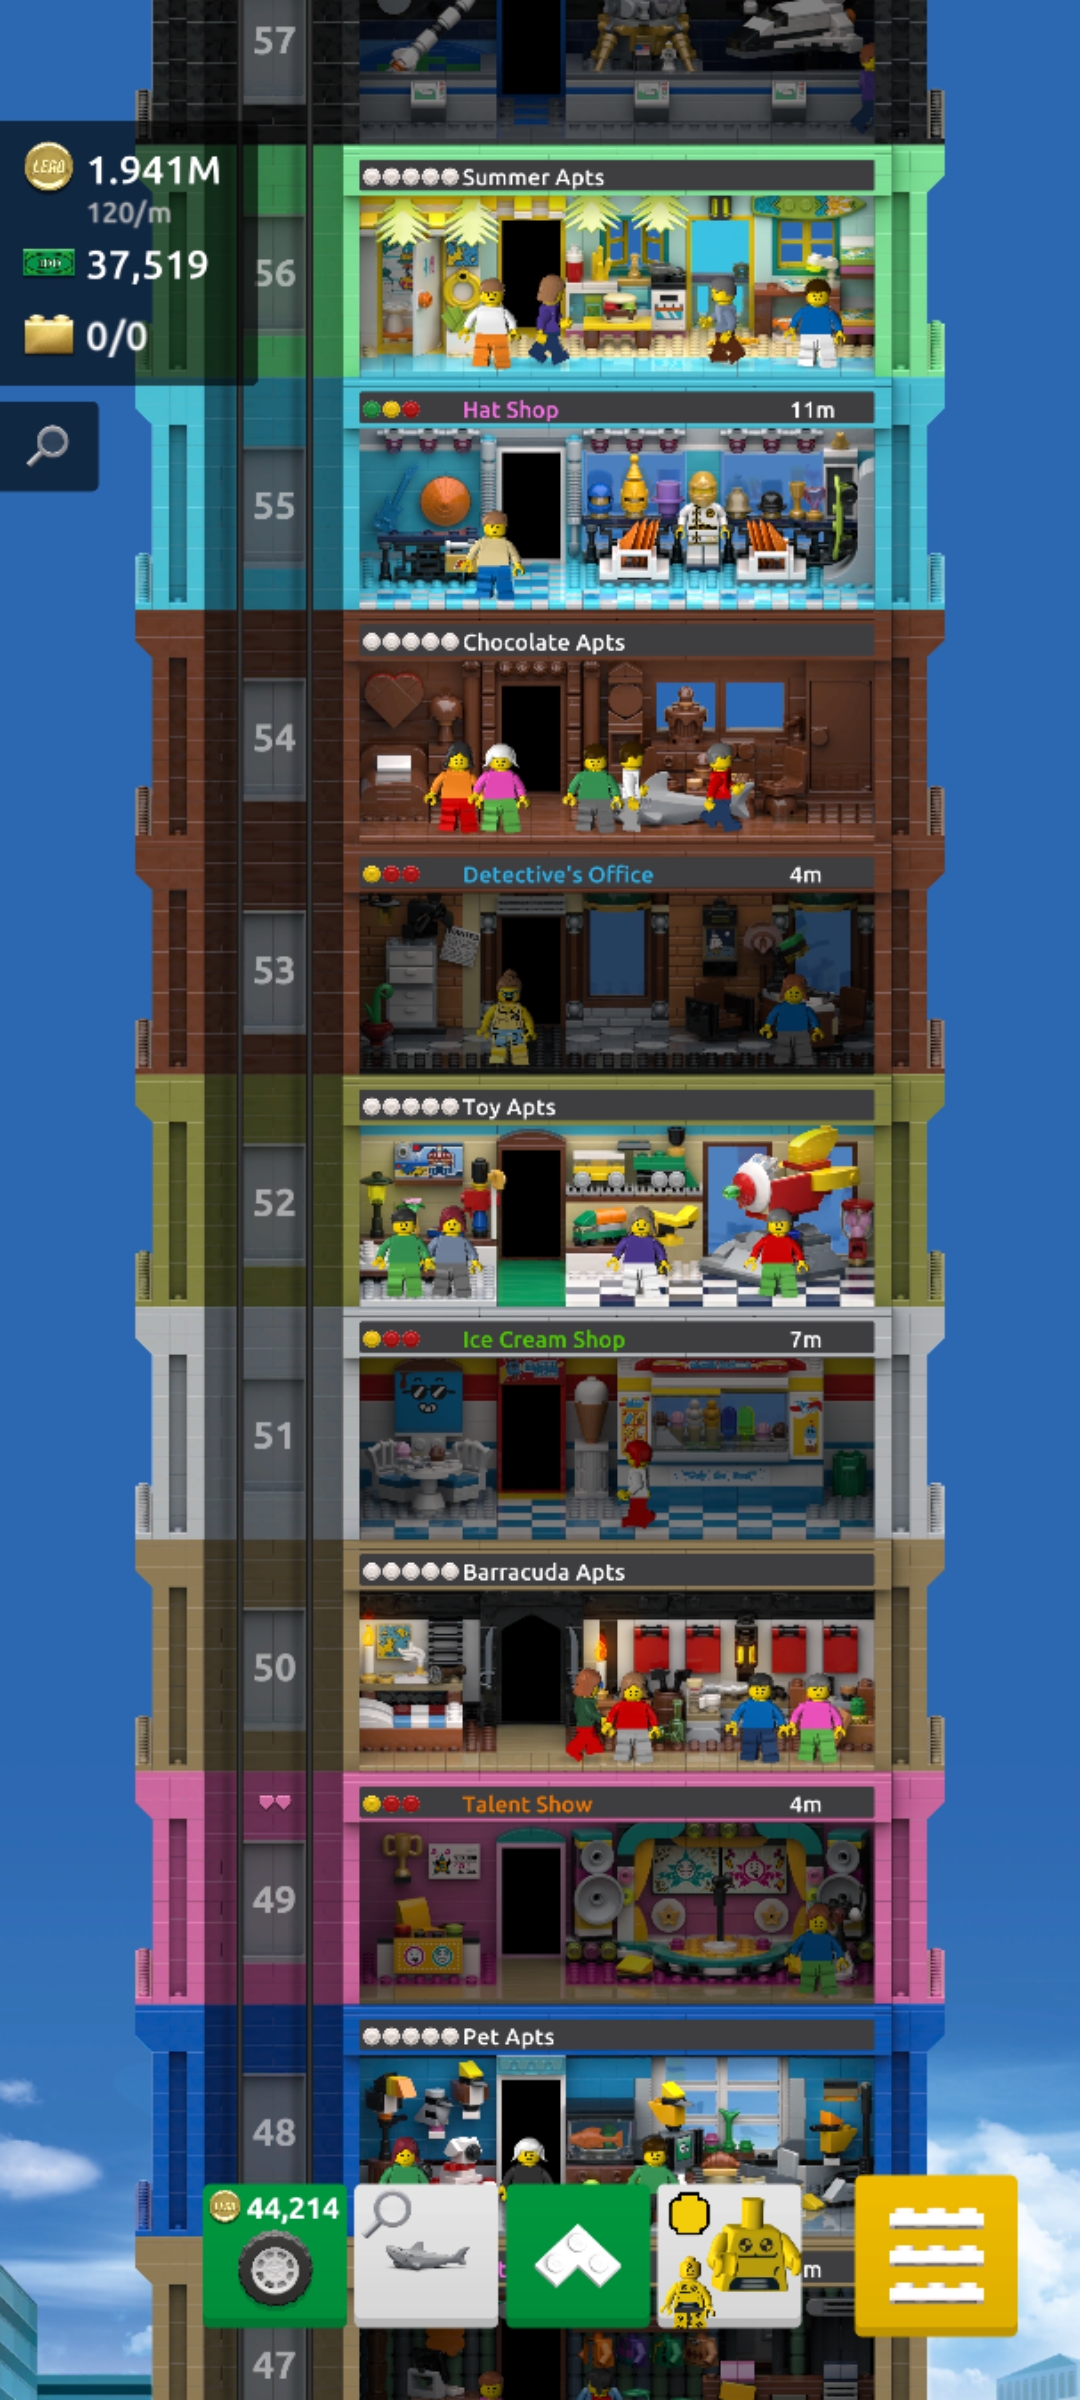 57
LEGO
1.941M
120/m
37,519
0/0
Summer Apts
56
Hat Shop 11m
55
Chocolate Apts
54
Detective's Office 4m
53
Toy Apts
52
Ice Cream Shop 7m
51
Barracuda Apts
50
Talent Show 4m
49
Pet Apts
48
44,214
m
47